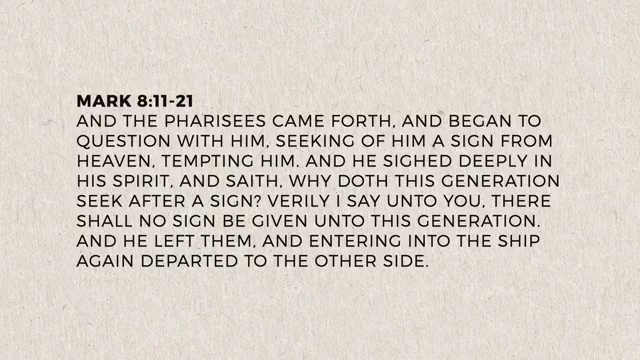 MARK 8:11-21
AND THE PHARISEES CAME FORTH, AND BEGAN TO
QUESTION WITH HIM, SEEKING OF HIM A SIGN FROM
HEAVEN, TEMPTING HIM. AND HE SIGHED DEEPLY IN
HIS SPIRIT, AND SAITH, WHY DOTH THIS GENERATION
SEEK AFTER A SIGN? VERILY I SAY UNTO YOU, THERE
SHALL NO SIGN BE GIVEN UNTO THIS GENERATION.
AND HE LEFT THEM, AND ENTERING INTO THE SHIP
AGAIN DEPARTED TO THE OTHER SIDE.